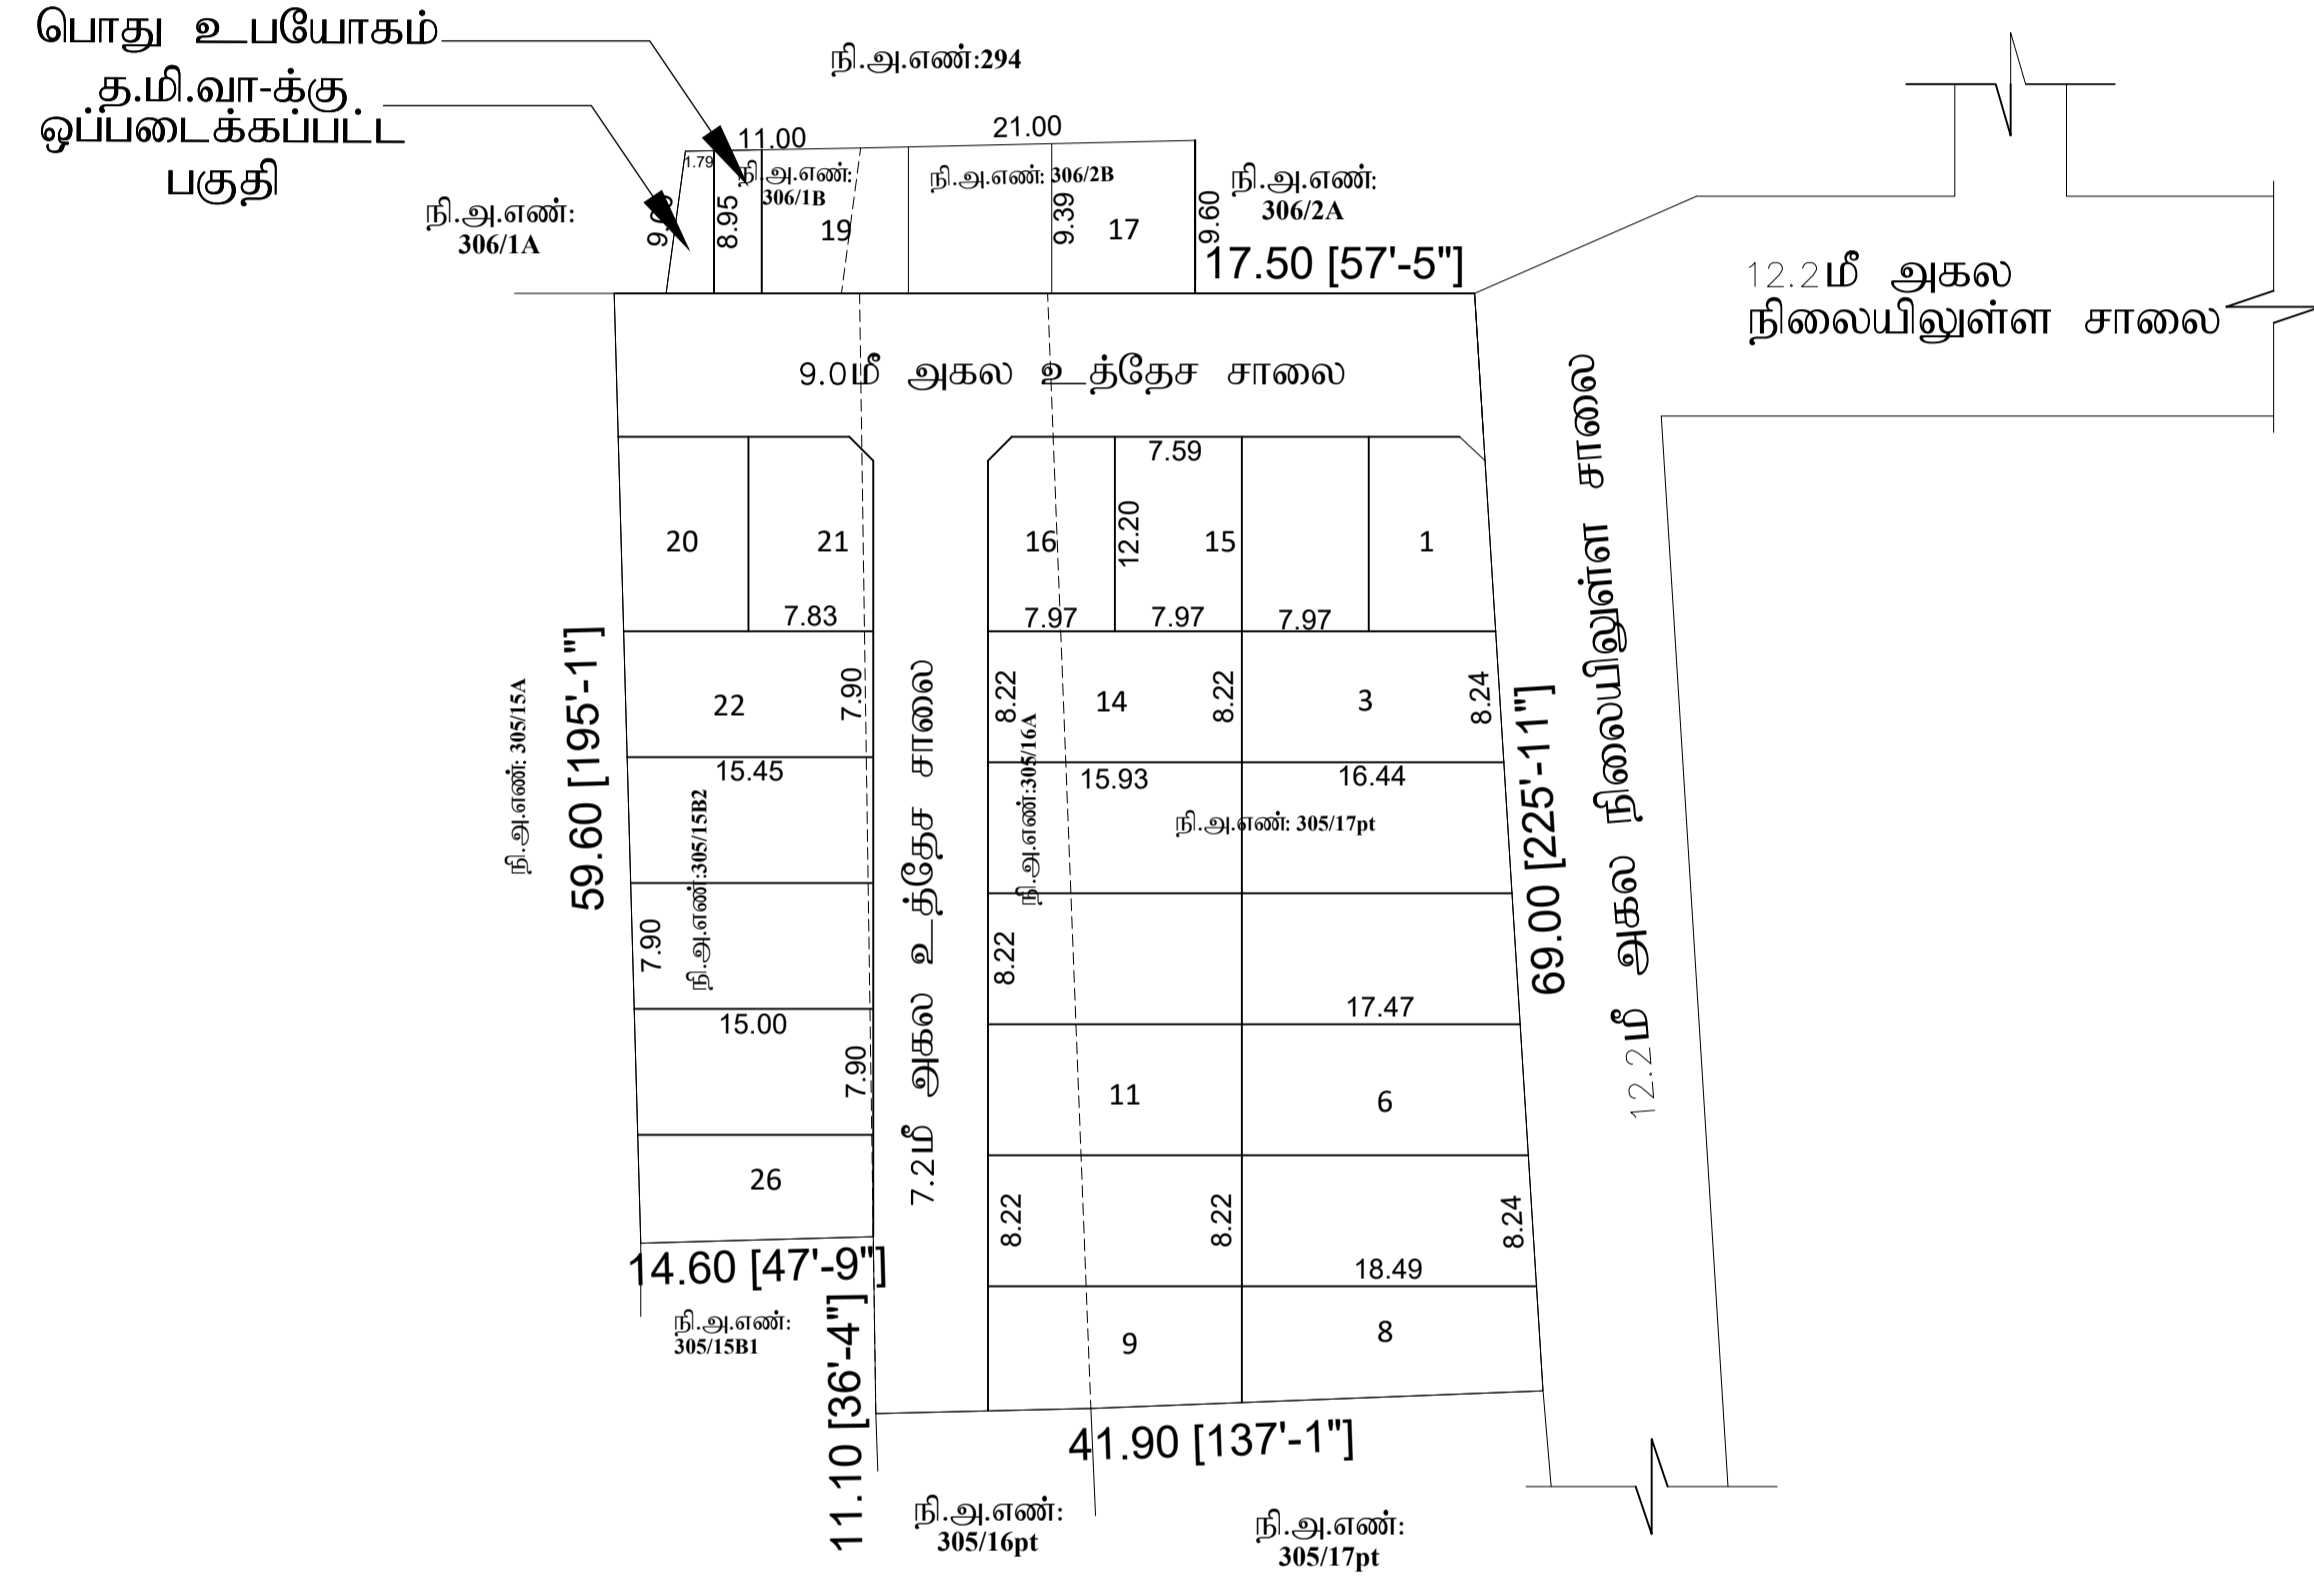 பொது உபயோகம்
த.மி.வா-க்கு
ஒப்படைக்கப்பட்ட
பகுதி
நி.அ.எண்:294
11.00
21.00
1.79
நி.அ.எண்:
306/1B
நி.அ.எண்: 306/2B
நி.அ.எண்:
306/2A
நி.அ.எண்:
306/1A
8.95
19
9.39
17
9.60
17.50 [57'-5"]
12.2மீ அகல
நிலையிலுள்ள சாலை
9.0மீ அகல உத்தேச சாலை
7.59
20
21
16
12.20
15
1
7.83
7.97
7.97
7.97
22
7.90
8.22
14
8.22
3
8.24
15.45
15.93
16.44
நி.அ.எண்: 305/15A
59.60 [195'-1"]
நி.அ.எண்:305/15B2
7.2மீ அகல உத்தேச சாலை
நி.அ.எண்:305/16A
நி.அ.எண்: 305/17pt
69.00 [225'-11"]
12.2மீ அகல நிலையிலுள்ள சாலை
7.90
8.22
15.00
17.47
7.90
11
6
26
8.22
8.22
8.24
14.60 [47'-9"]
18.49
நி.அ.எண்:
305/15B1
9
8
11.10 [36'-4"]
41.90 [137'-1"]
நி.அ.எண்:
305/16pt
நி.அ.எண்:
305/17pt